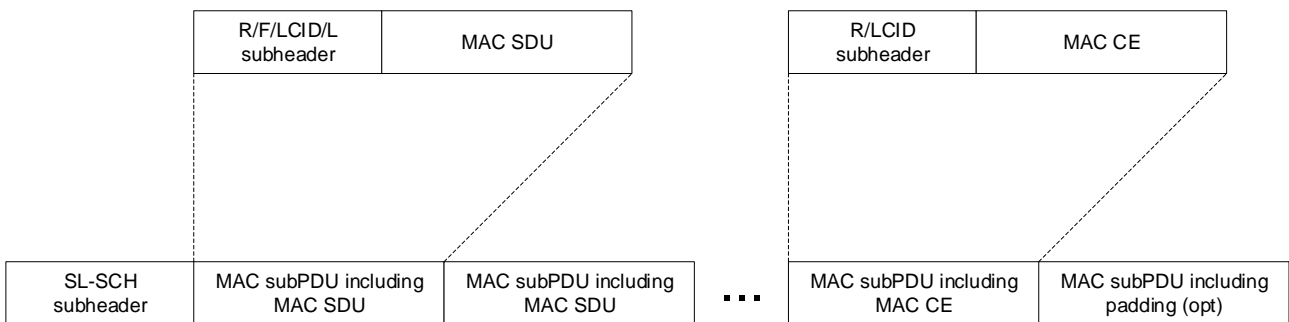 R/F/LCID/L
subheader
MAC SDU
R/LCID
subheader
MAC CE
SL-SCH
subheader
MAC subPDU including
MAC SDU
MAC subPDU including
MAC SDU
...
MAC subPDU including
MAC CE
MAC subPDU including
padding (opt)